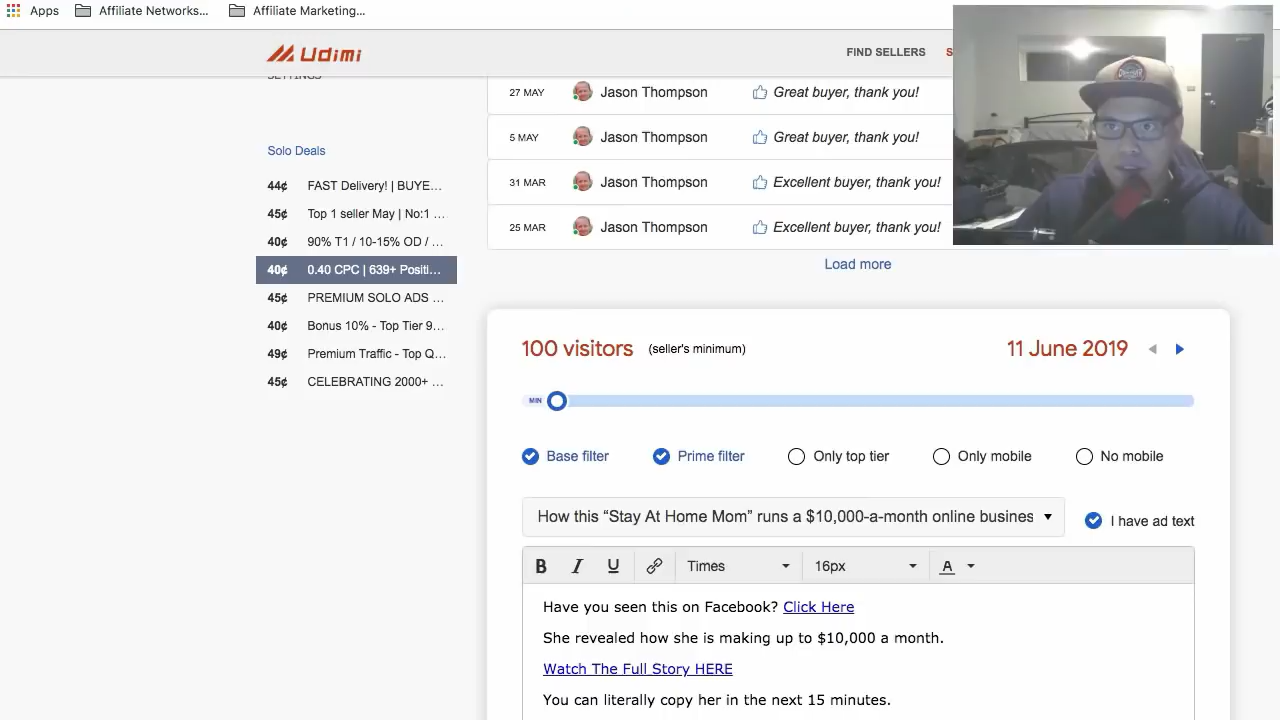 Apps
Affiliate Networks...
Affiliate Marketing...
Udimi
FIND SELLERS
S
SETTINGS
27 MAY Jason Thompson Great buyer, thank you!
5 MAY Jason Thompson Great buyer, thank you!
31 MAR Jason Thompson Excellent buyer, thank you!
25 MAR Jason Thompson Excellent buyer, thank you!
Load more
Solo Deals
44¢ FAST Delivery! | BUYE...
45¢ Top 1 seller May | No:1 ...
40¢ 90% T1 / 10-15% OD / ...
40¢ 0.40 CPC | 639+ Positi...
45¢ PREMIUM SOLO ADS ...
40¢ Bonus 10% - Top Tier 9...
49¢ Premium Traffic - Top Q...
45¢ CELEBRATING 2000+ ...
100 visitors (seller's minimum) 11 June 2019
MIN
Base filter Prime filter Only top tier Only mobile No mobile
How this “Stay At Home Mom” runs a $10,000-a-month online busines
I have ad text
B I U Times 16px A
Have you seen this on Facebook? Click Here
She revealed how she is making up to $10,000 a month.
Watch The Full Story HERE
You can literally copy her in the next 15 minutes.